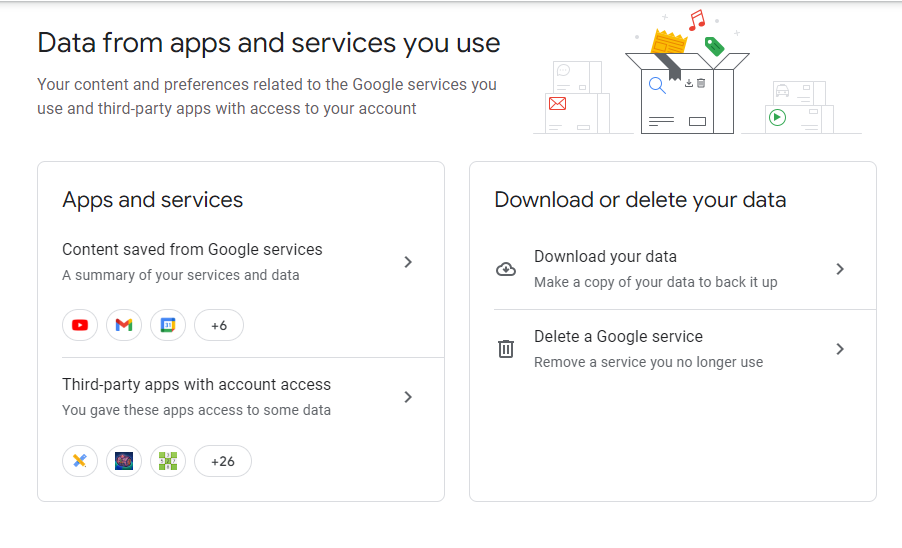 Data from apps and services you use
Your content and preferences related to the Google services you
use and third-party apps with access to your account
Apps and services
Content saved from Google services
A summary of your services and data
+6
Third-party apps with account access
You gave these apps access to some data
+26
Download or delete your data
Download your data
Make a copy of your data to back it up
Delete a Google service
Remove a service you no longer use